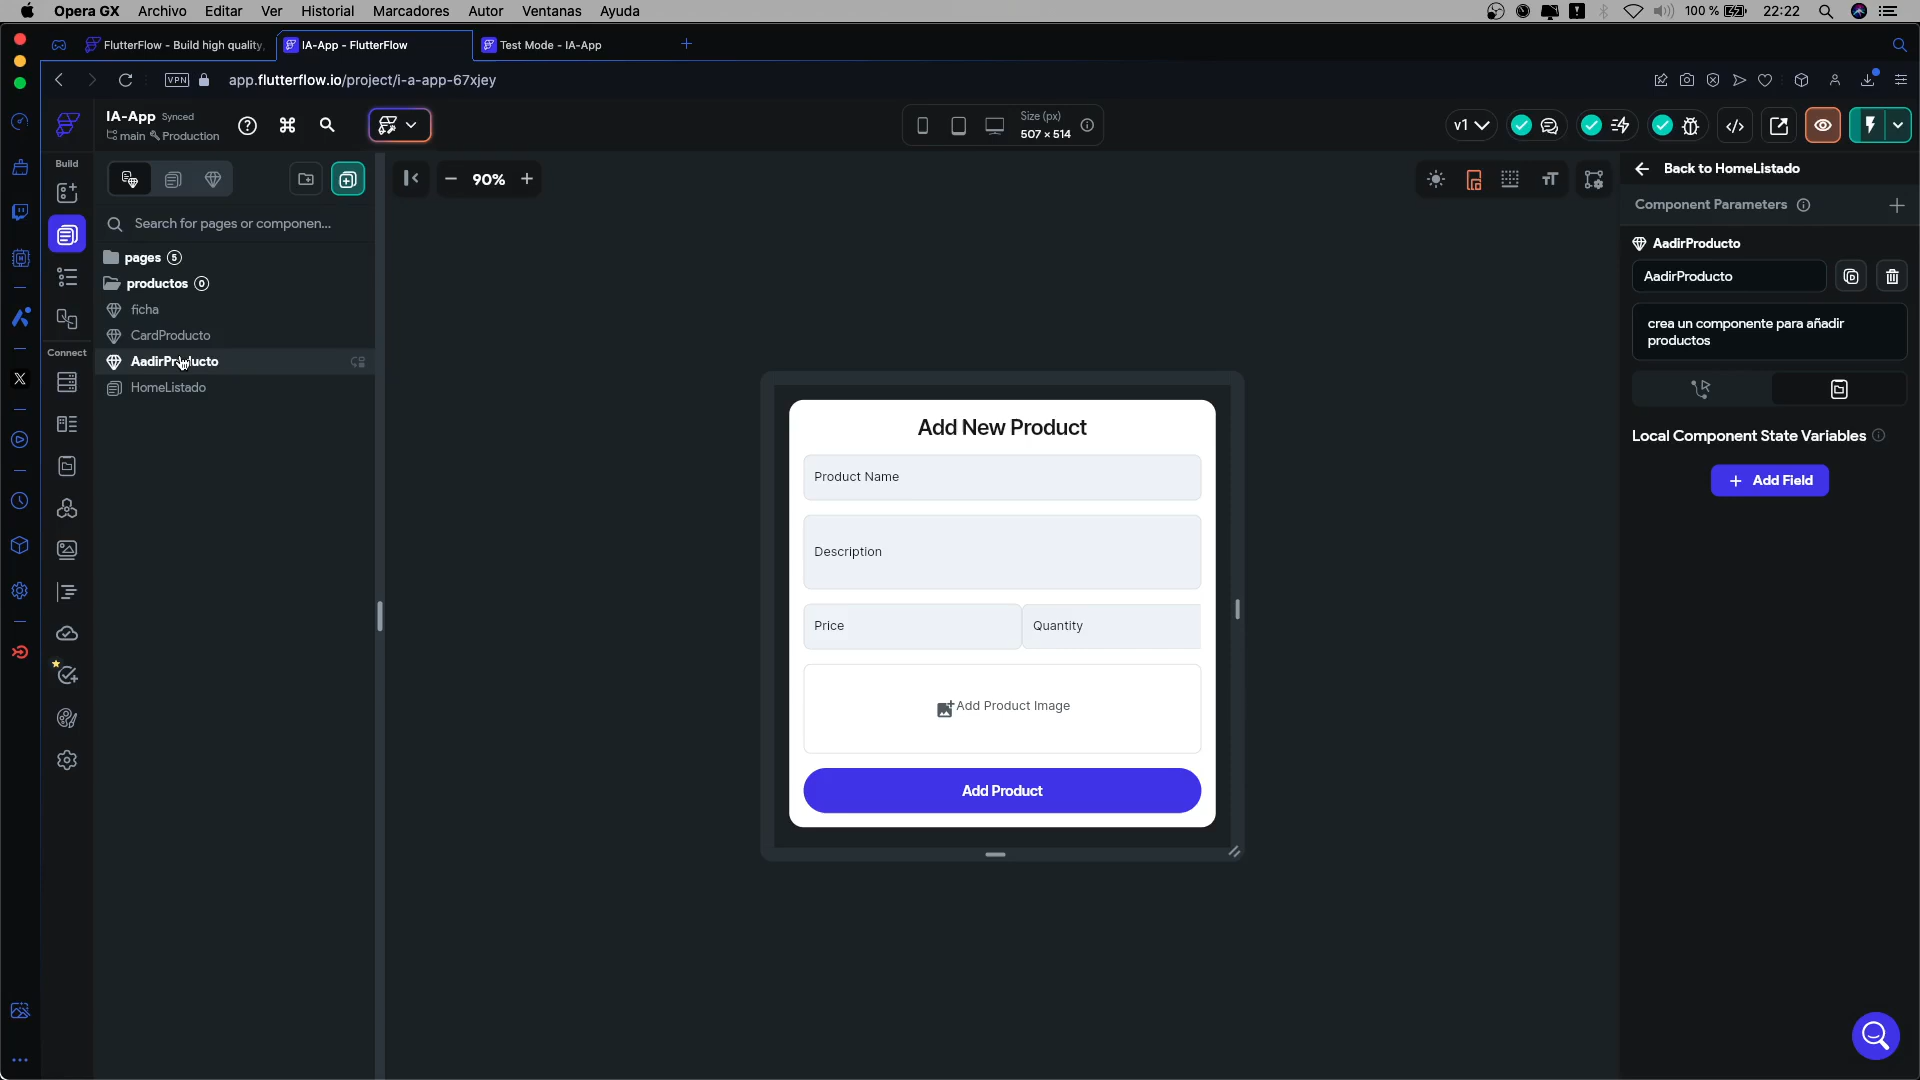 Opera GX Archivo Editar Ver Historial Marcadores Autor Ventanas Ayuda 100 % 22:22
FlutterFlow - Build high quality, IA-App - FlutterFlow Test Mode - IA-App
VPN app.flutterflow.io/project/i-a-app-67xjey
IA-App Synced
main Production
Size (px)
507 × 514
v1
Build
90%
Back to HomeListado
Search for pages or componen...
Component Parameters
pages 5
productos 0
ficha
CardProducto
AadirProducto
HomeListado
Connect
AadirProducto
AadirProducto
crea un componente para añadir
productos
Local Component State Variables
Add Field
Add New Product
Product Name
Description
Price Quantity
Add Product Image
Add Product